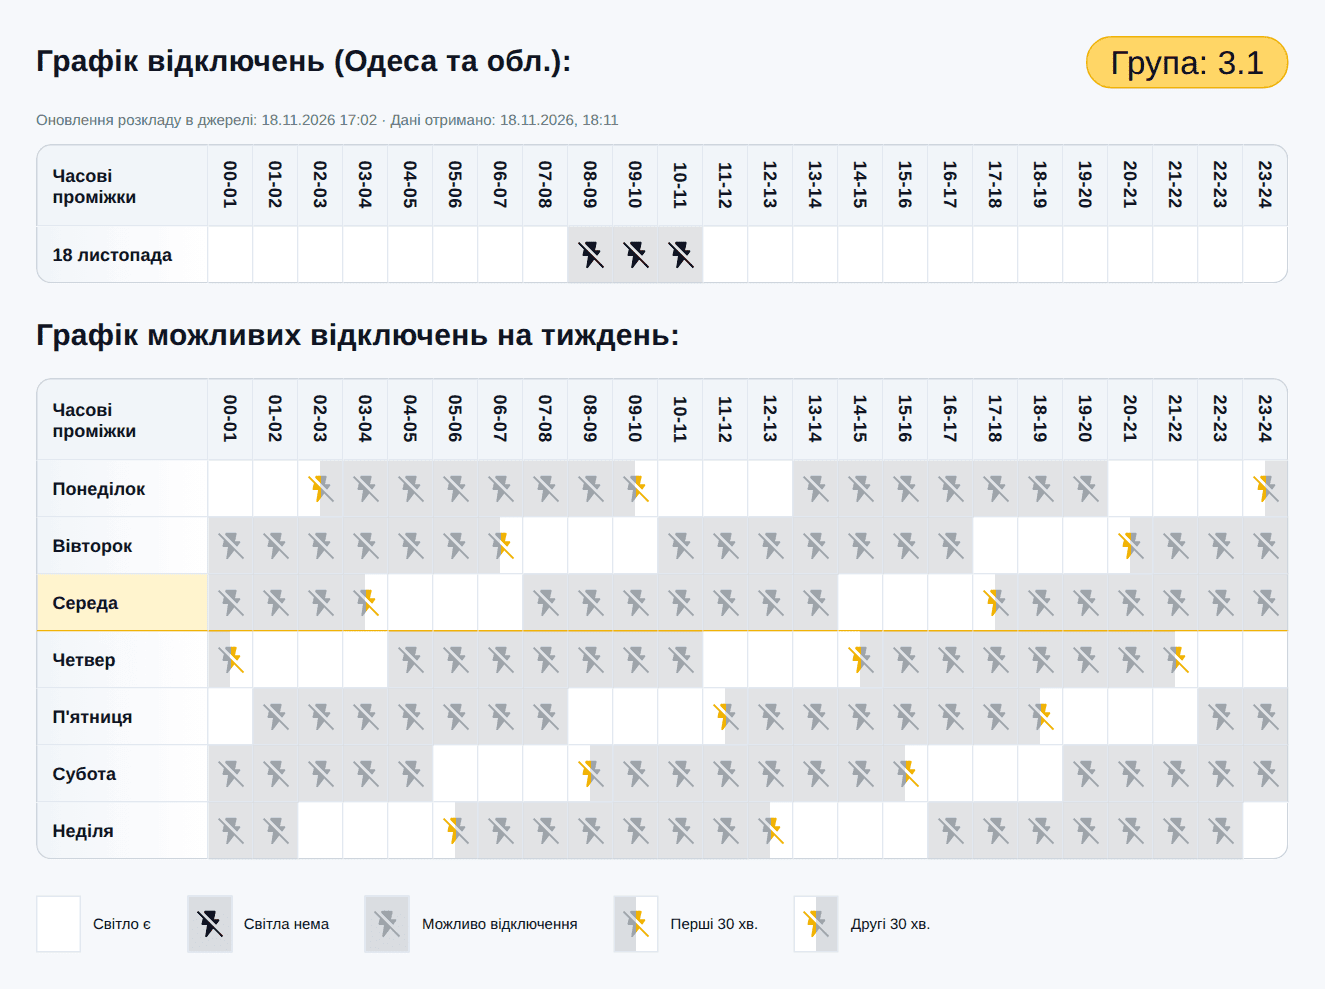 Графік відключень (Одеса та обл.):
Група: 3.1
Оновлення розкладу в джерелі: 18.11.2026 17:02 · Дані отримано: 18.11.2026, 18:11
Часові
проміжки
00-01 01-02 02-03 03-04 04-05 05-06 06-07 07-08 08-09 09-10 10-11 11-12 12-13 13-14 14-15 15-16 16-17 17-18 18-19 19-20 20-21 21-22 22-23 23-24
18 листопада
Графік можливих відключень на тиждень:
Часові
проміжки
00-01 01-02 02-03 03-04 04-05 05-06 06-07 07-08 08-09 09-10 10-11 11-12 12-13 13-14 14-15 15-16 16-17 17-18 18-19 19-20 20-21 21-22 22-23 23-24
Понеділок
Вівторок
Середа
Четвер
П'ятниця
Субота
Неділя
Світло є
Світла нема
Можливо відключення
Перші 30 хв.
Другі 30 хв.